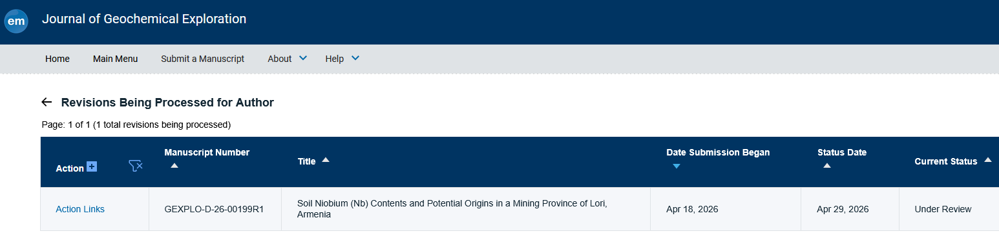 em
Journal of Geochemical Exploration
Home Main Menu Submit a Manuscript About Help
Revisions Being Processed for Author
Page: 1 of 1 (1 total revisions being processed)
Action + Manuscript Number Title Date Submission Began Status Date Current Status
Action Links GEXPLO-D-26-00199R1 Soil Niobium (Nb) Contents and Potential Origins in a Mining Province of Lori, Apr 18, 2026 Apr 29, 2026 Under Review
Armenia